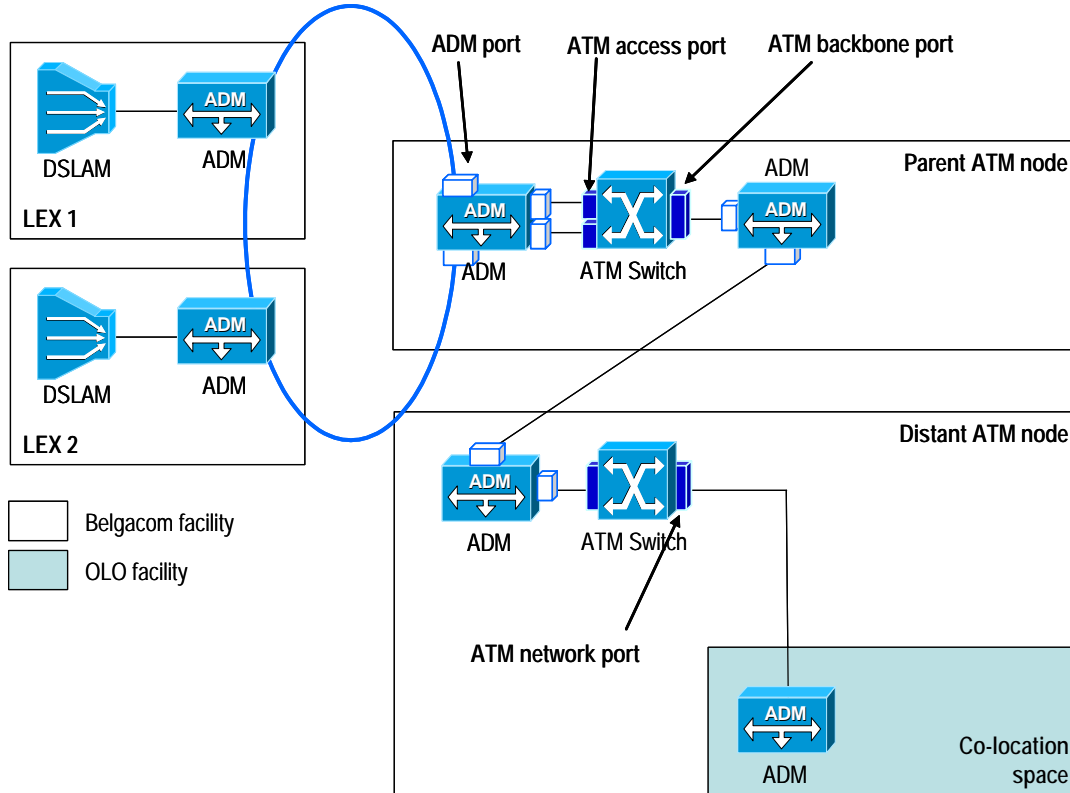 ADM port
ATM access port
ATM backbone port
ADM
DSLAM
ADM
LEX 1
Parent ATM node
ADM
ADM
ADM
ADM
ATM Switch
ADM
DSLAM
ADM
LEX 2
Distant ATM node
ADM
ADM
ATM Switch
Belgacom facility
OLO facility
ATM network port
ADM
ADM
Co-location
space